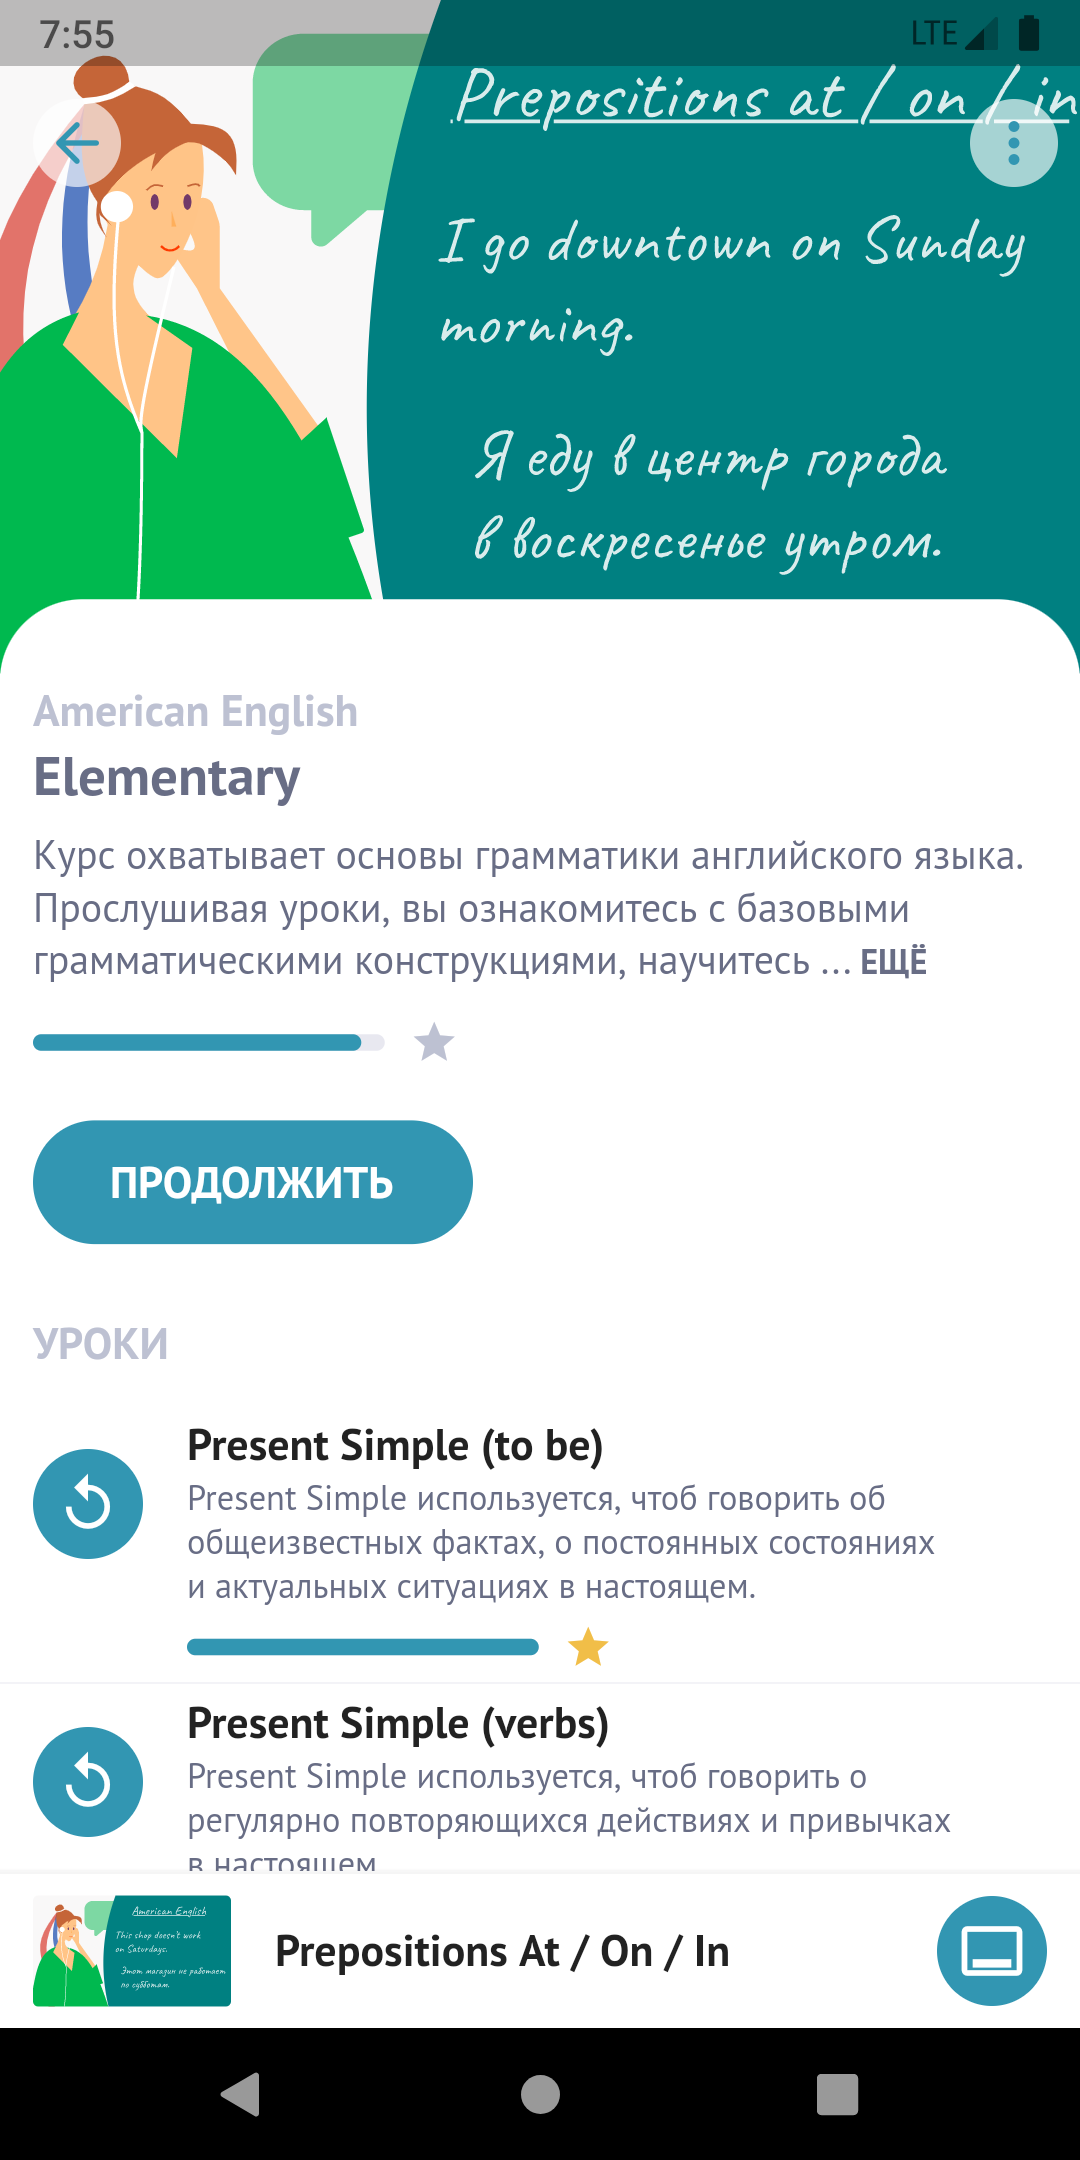 7:55
LTE
Prepositions at / on / in
I go downtown on Sunday
morning.
Я еду в центр города
в воскресенье утром.
American English
Elementary
Курс охватывает основы грамматики английского языка.
Прослушивая уроки, вы ознакомитесь с базовыми
грамматическими конструкциями, научитесь ... ЕЩЁ
ПРОДОЛЖИТЬ
УРОКИ
Present Simple (to be)
Present Simple используется, чтоб говорить об
общеизвестных фактах, о постоянных состояниях
и актуальных ситуациях в настоящем.
Present Simple (verbs)
Present Simple используется, чтоб говорить о
регулярно повторяющихся действиях и привычках
в настоящем
American English
This shop doesn't work
on Saturdays.
Этот магазин не работает
по субботам.
Prepositions At / On / In